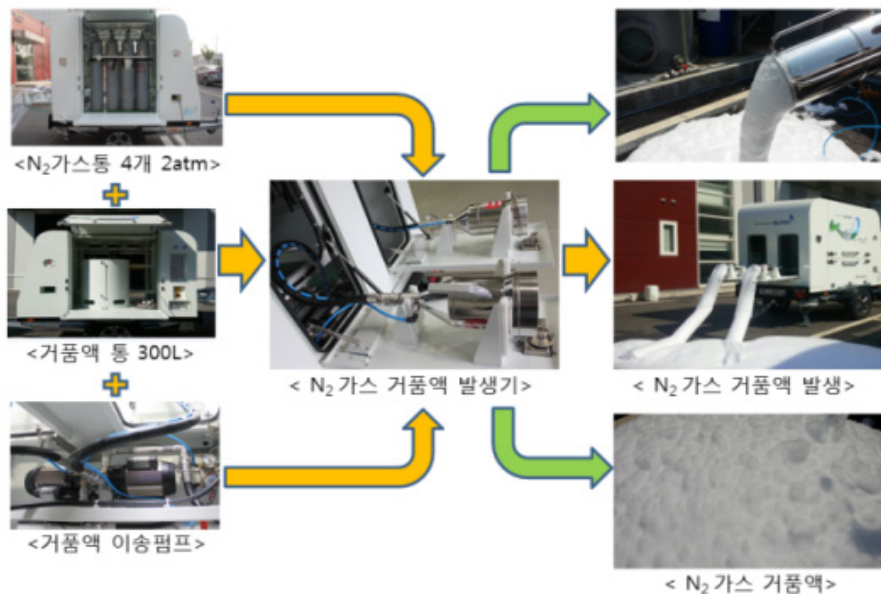 <N₂가스통 4개 2atm>
+
<거품액 통 300L>
+
<거품액 이송펌프>
< N₂ 가스 거품액 발생기>
< N₂ 가스 거품액 발생>
< N₂ 가스 거품액>